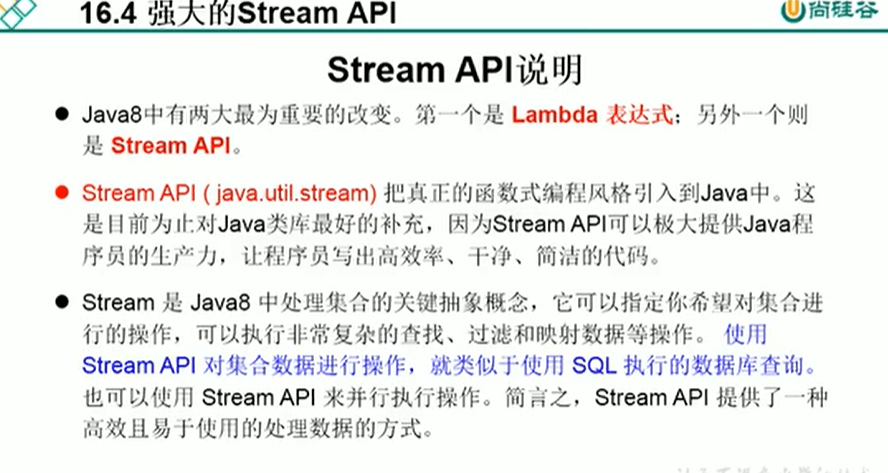 16.4 强大的Stream API
尚硅谷
Stream API说明
● Java8中有两大最为重要的改变。第一个是 Lambda 表达式；另外一个则
是 Stream API。
● Stream API ( java.util.stream) 把真正的函数式编程风格引入到Java中。这
是目前为止对Java类库最好的补充，因为Stream API可以极大提供Java程
序员的生产力，让程序员写出高效率、干净、简洁的代码。
● Stream 是 Java8 中处理集合的关键抽象概念，它可以指定你希望对集合进
行的操作，可以执行非常复杂的查找、过滤和映射数据等操作。 使用
Stream API 对集合数据进行操作，就类似于使用 SQL 执行的数据库查询。
也可以使用 Stream API 来并行执行操作。简言之，Stream API 提供了一种
高效且易于使用的处理数据的方式。